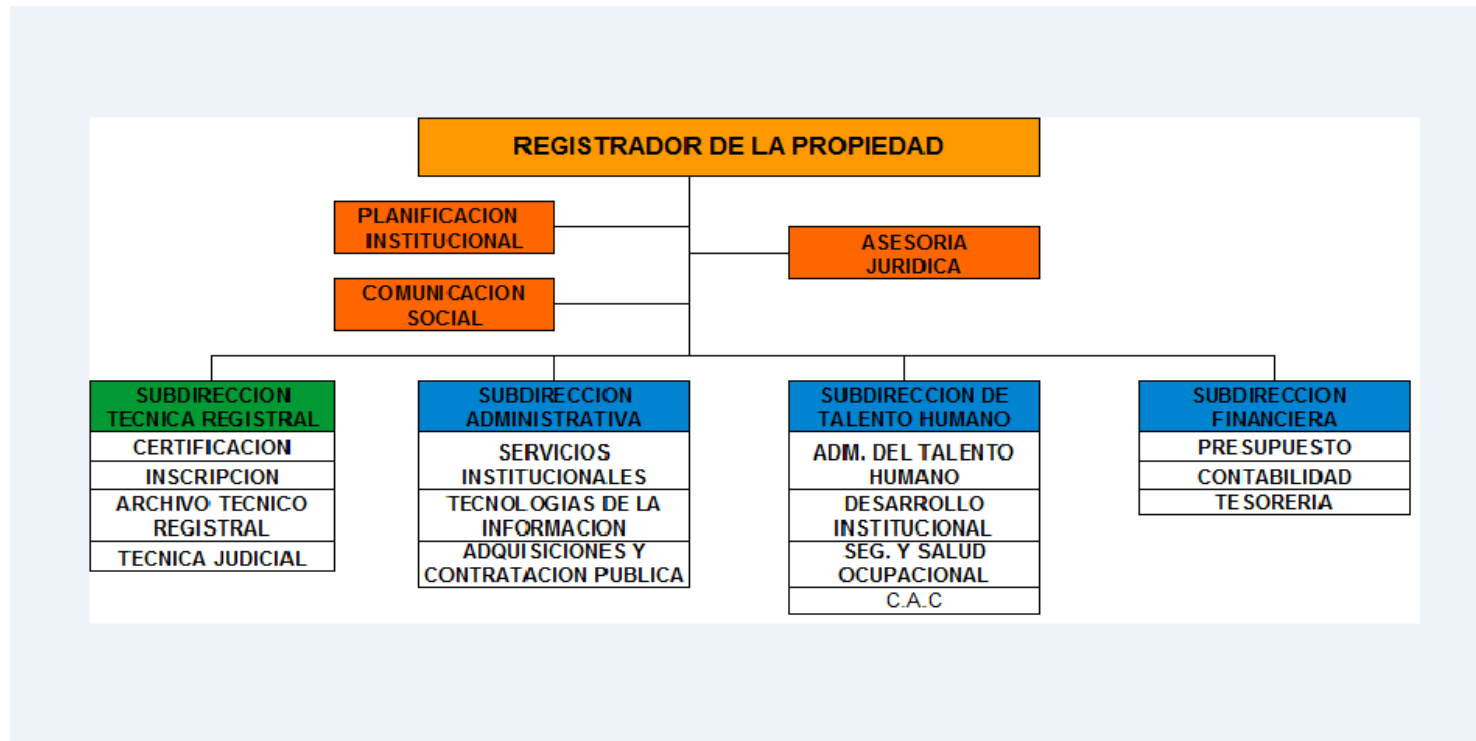 REGISTRADOR DE LA PROPIEDAD
PLANIFICACION
INSTITUCIONAL
ASESORIA
JURIDICA
COMUNICACION
SOCIAL
SUBDIRECCION
TECNICA REGISTRAL
CERTIFICACION
INSCRIPCION
ARCHIVO TECNICO
REGISTRAL
TECNICA JUDICIAL
SUBDIRECCION
ADMINISTRATIVA
SERVICIOS
INSTITUCIONALES
TECNOLOGIAS DE LA
INFORMACION
ADQUISICIONES Y
CONTRATACION PUBLICA
SUBDIRECCION DE
TALENTO HUMANO
ADM. DEL TALENTO
HUMANO
DESARROLLO
INSTITUCIONAL
SEG. Y SALUD
OCUPACIONAL
C.A.C
SUBDIRECCION
FINANCIERA
PRESUPUESTO
CONTABILIDAD
TESORERIA